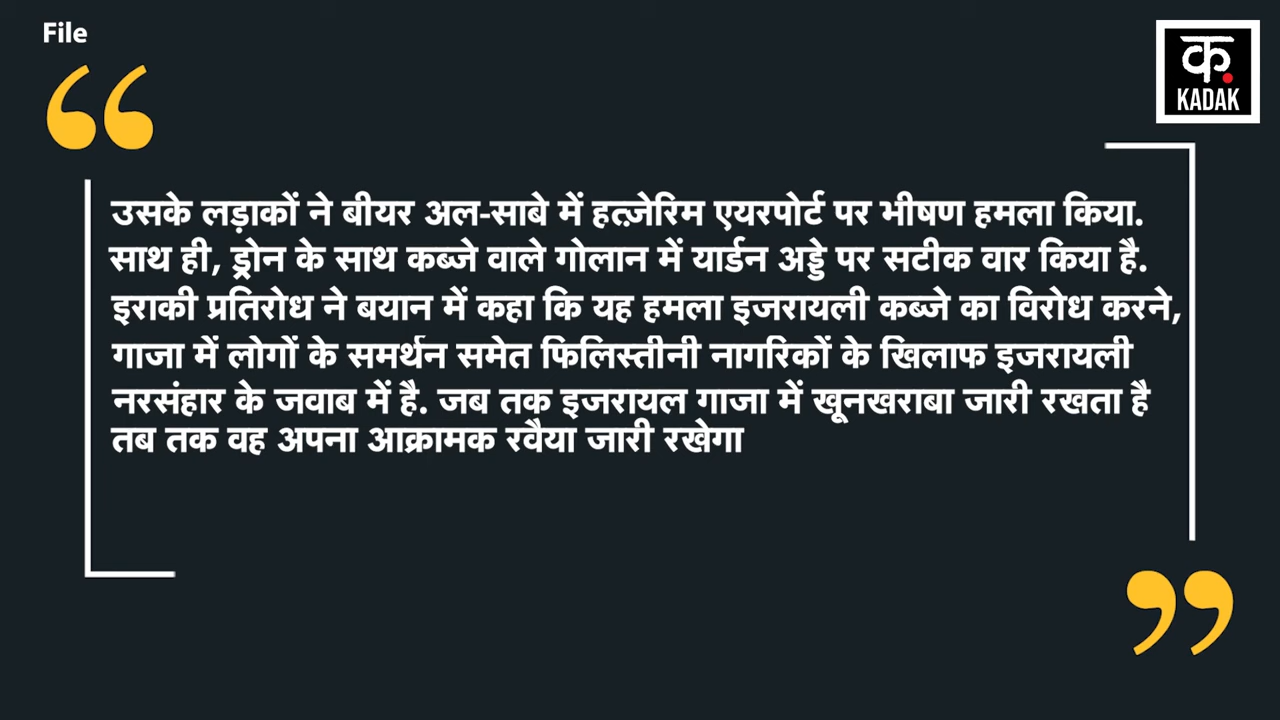 File
क.
KADAK
“
उसके लड़ाकों ने बीयर अल-साबे में हत्ज़ेरिम एयरपोर्ट पर भीषण हमला किया.
साथ ही, ड्रोन के साथ कब्जे वाले गोलान में यार्डन अड्डे पर सटीक वार किया है.
इराकी प्रतिरोध ने बयान में कहा कि यह हमला इजरायली कब्जे का विरोध करने,
गाजा में लोगों के समर्थन समेत फिलिस्तीनी नागरिकों के खिलाफ इजरायली
नरसंहार के जवाब में है. जब तक इजरायल गाजा में खूनखराबा जारी रखता है
तब तक वह अपना आक्रामक रवैया जारी रखेगा
”